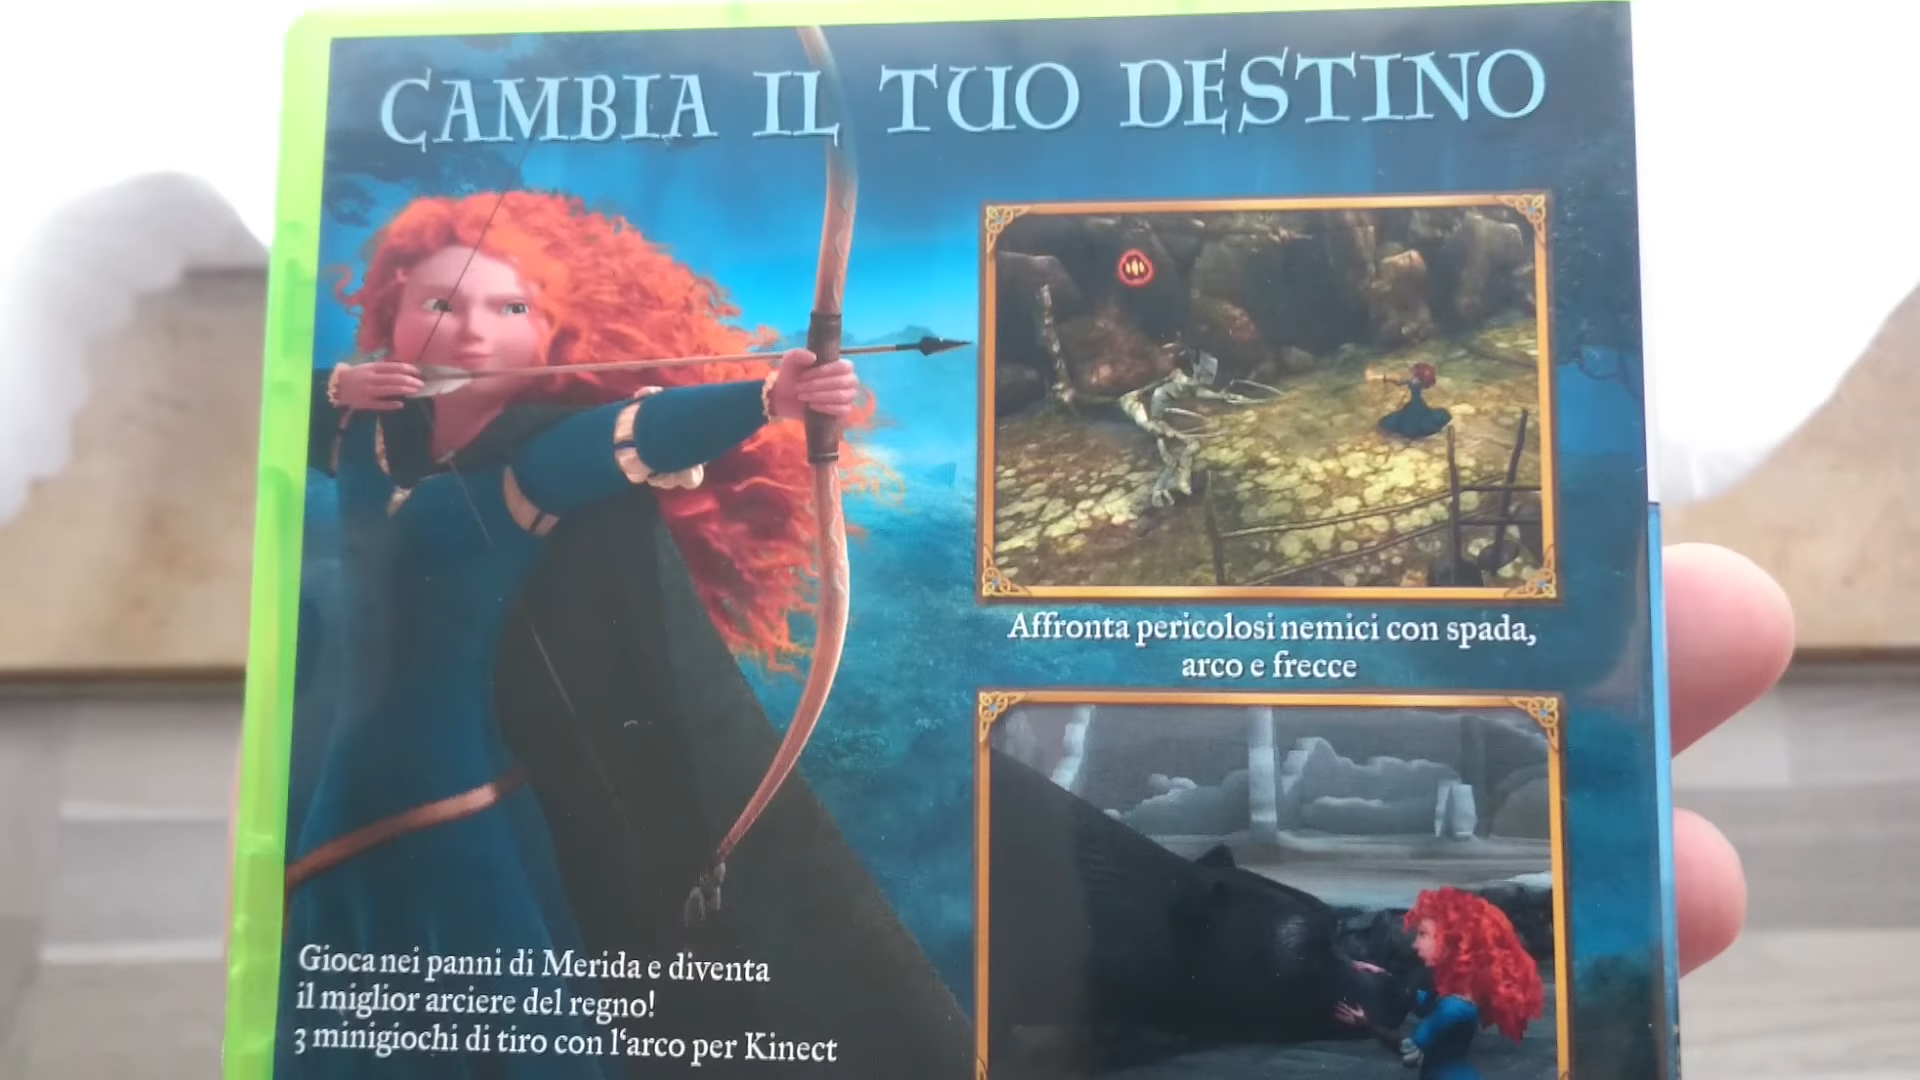 CAMBIA IL TUO DESTINO
Affronta pericolosi nemici con spada,
arco e frecce
Gioca nei panni di Merida e diventa
il miglior arciere del regno!
3 minigiochi di tiro con l'arco per Kinect